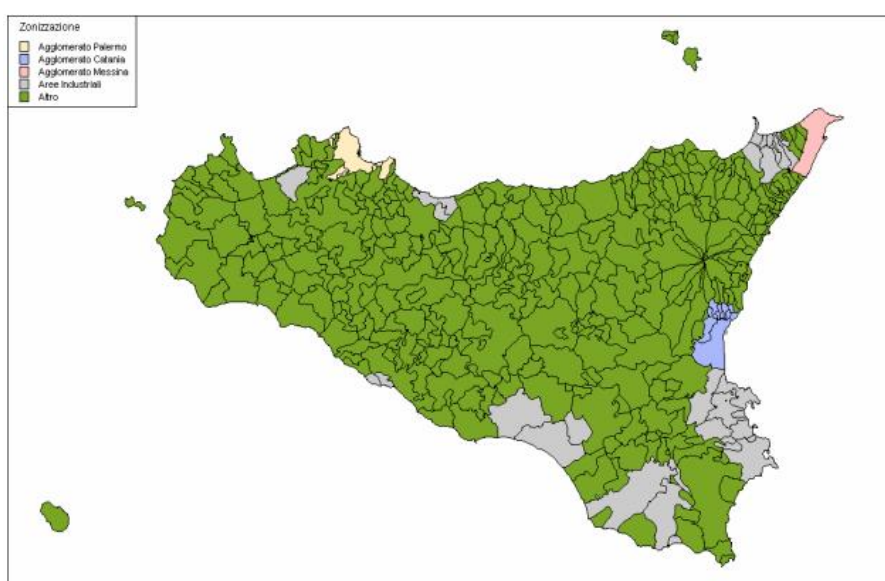 Zonizzazione
Agglomerato Palermo
Agglomerato Catania
Agglomerato Messina
Aree Industriali
Altro